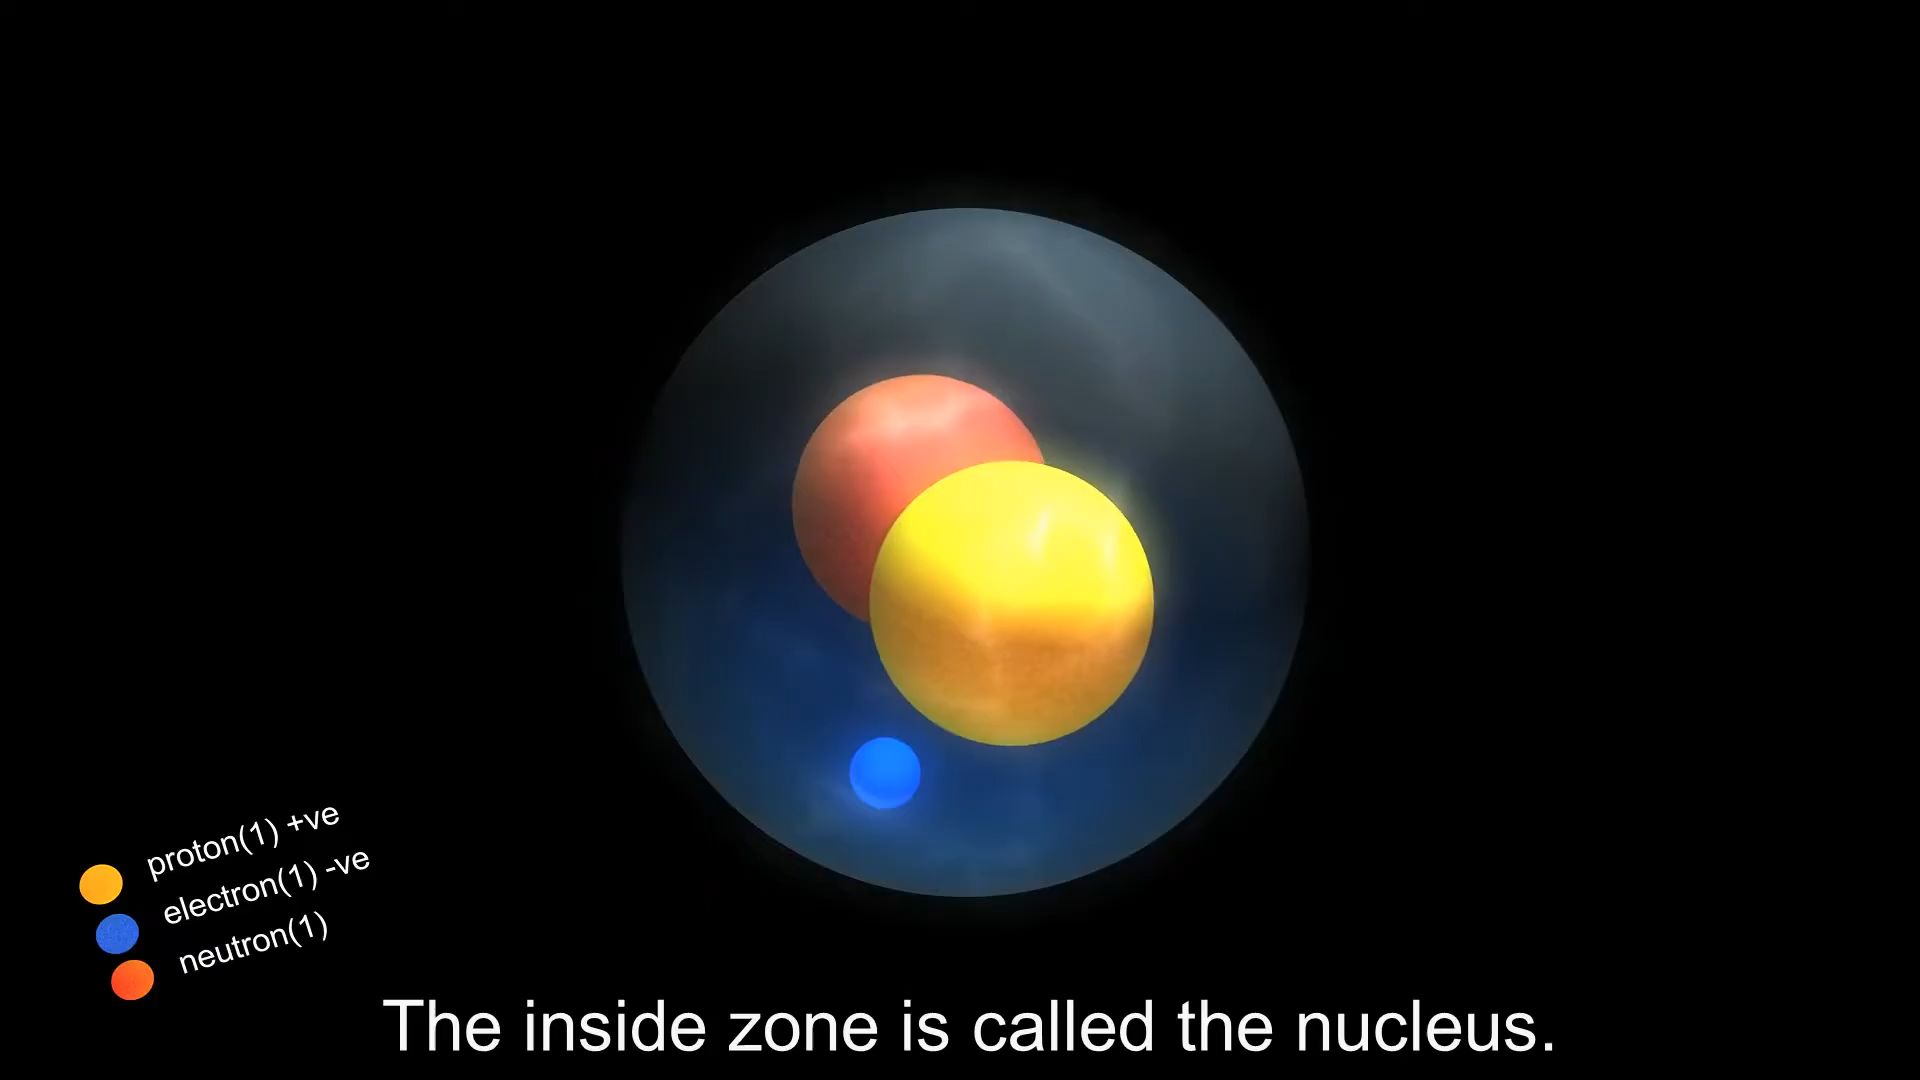 proton(1) +ve
electron(1) -ve
neutron(1)
The inside zone is called the nucleus.